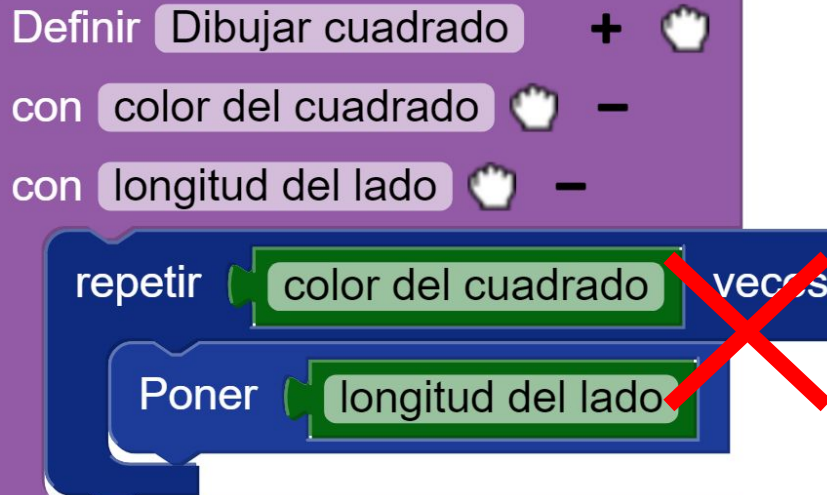 Definir Dibujar cuadrado + 
con color del cuadrado −
con longitud del lado −
repetir color del cuadrado veces
Poner longitud del lado